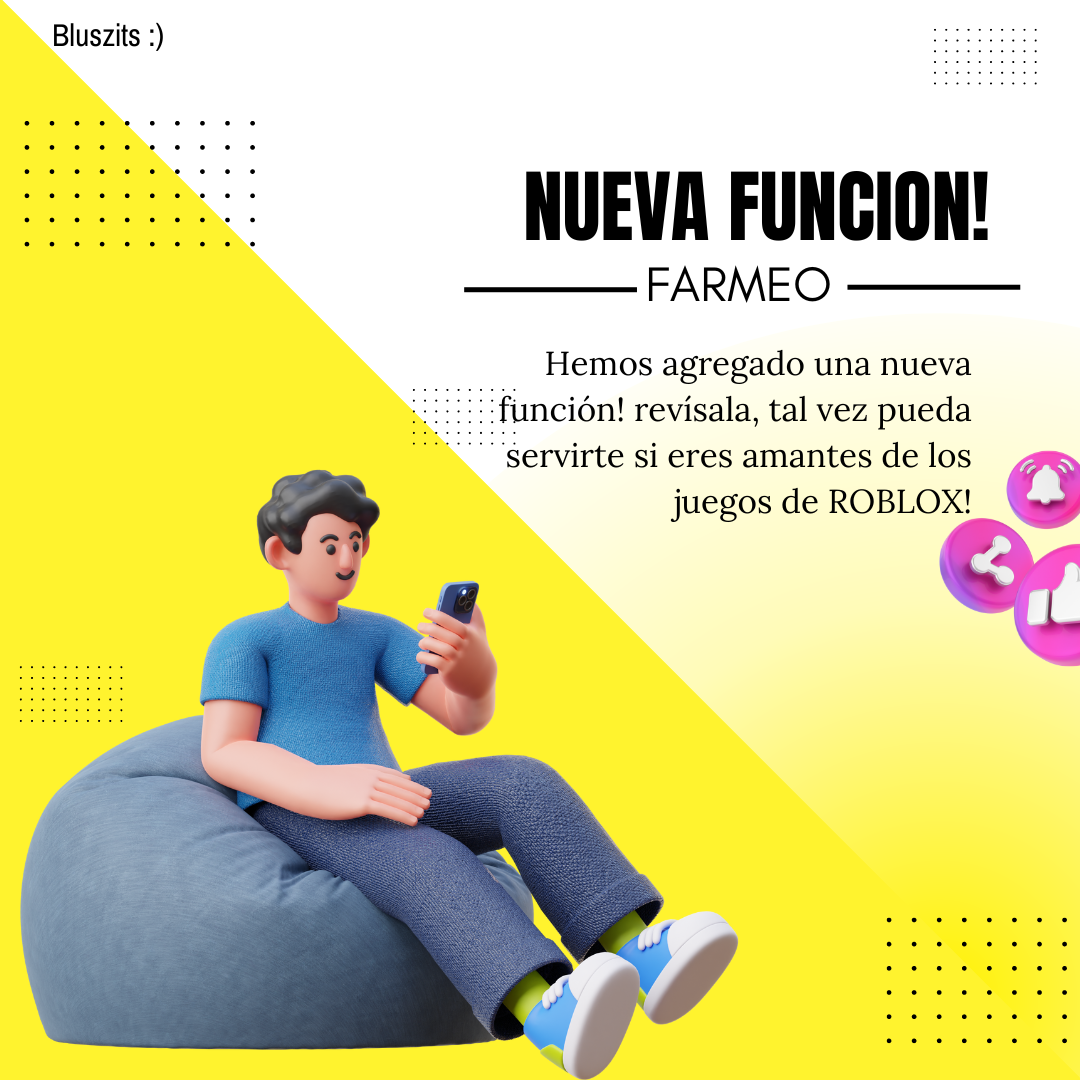 Bluszits :)
NUEVA FUNCION!
FARMEO
Hemos agregado una nueva
función! revísala, tal vez pueda
servirte si eres amantes de los
juegos de ROBLOX!